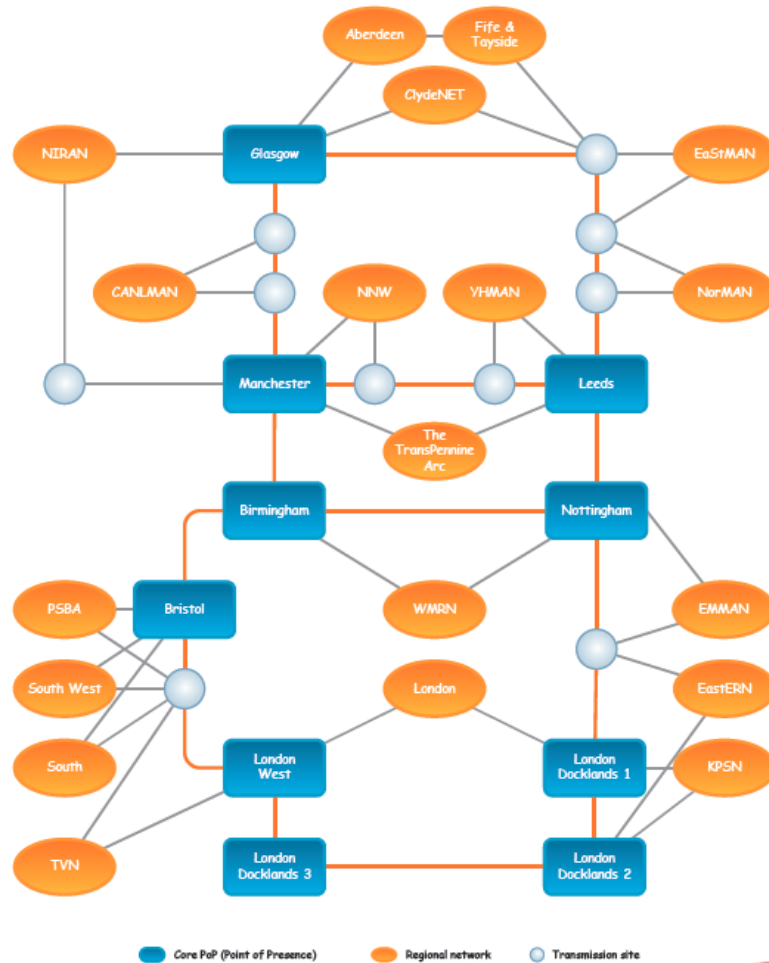 Aberdeen
Fife &
Tayside
ClydeNET
NIRAN
Glasgow
EaStMAN
CANLMAN
NNW
YHMAN
NorMAN
Manchester
Leeds
The
TransPennine
Arc
Birmingham
Nottingham
PSBA
Bristol
WMRN
EMMAN
South West
London
EastERN
South
London
West
London
Docklands 1
KPSN
TVN
London
Docklands 3
London
Docklands 2
Core PoP (Point of Presence)
Regional network
Transmission site